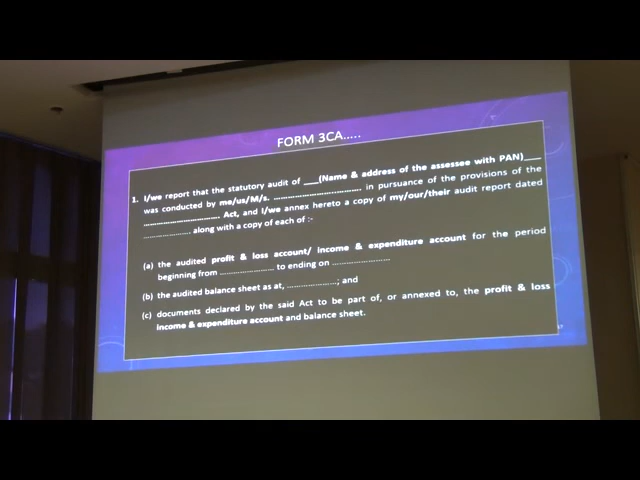 FORM 3CA.....
1. I/we report that the statutory audit of ___(Name & address of the assessee with PAN)___
was conducted by me/us/M/s. ................................ in pursuance of the provisions of the
............................ Act, and I/we annex hereto a copy of my/our/their audit report dated
.................... along with a copy of each of :-
(a) the audited profit & loss account/ income & expenditure account for the period
beginning from ........................ to ending on ........................
(b) the audited balance sheet as at, .....................; and
(c) documents declared by the said Act to be part of, or annexed to, the profit & loss
income & expenditure account and balance sheet.